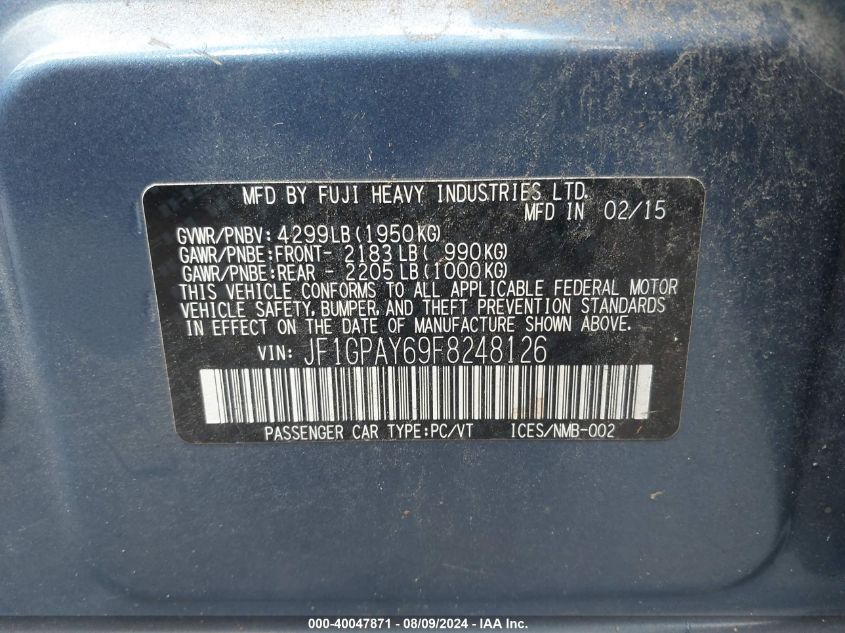 MFD BY FUJI HEAVY INDUSTRIES LTD.
MFD IN 02/15
GVWR/PNBV: 4299LB(1950KG)
GAWR/PNBE:FRONT- 2183LB( 990KG)
GAWR/PNBE:REAR - 2205LB(1000KG)
THIS VEHICLE CONFORMS TO ALL APPLICABLE FEDERAL MOTOR
VEHICLE SAFETY, BUMPER, AND THEFT PREVENTION STANDARDS
IN EFFECT ON THE DATE OF MANUFACTURE SHOWN ABOVE.
VIN: JF1GPAY69F8248126
PASSENGER CAR TYPE:PC/VT ICES/NMB-002
000-40047871 / 08/09/2024 - IAA Inc.